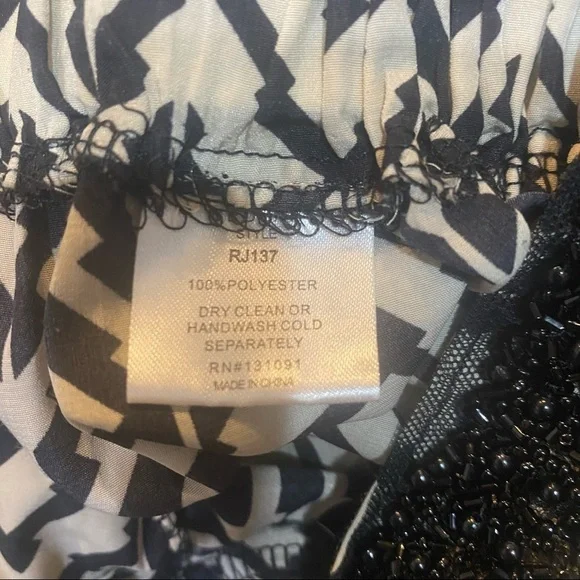 STYLE
RJ137
100%POLYESTER
DRY CLEAN OR
HANDWASH COLD
SEPARATELY
RN#131091
MADE IN CHINA